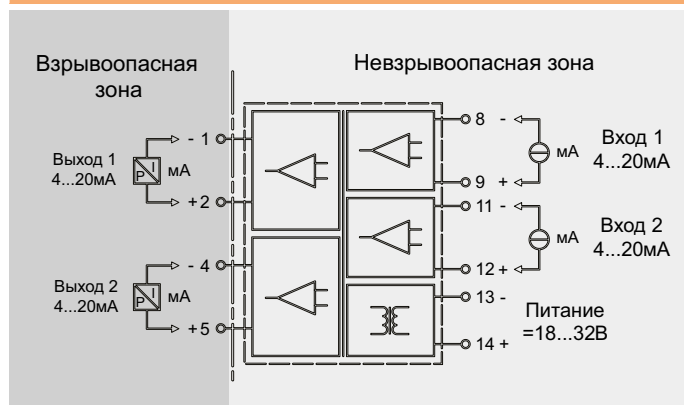 Взрывоопасная
зона
Невзрывоопасная зона
- 1
Выход 1
4...20мА
I
P
мА
+2
- 4
Выход 2
4...20мА
I
P
мА
+5
8 -
Вход 1
4...20мА
мА
9 +
11 -
Вход 2
4...20мА
мА
12 +
13 -
Питание
=18...32В
14 +